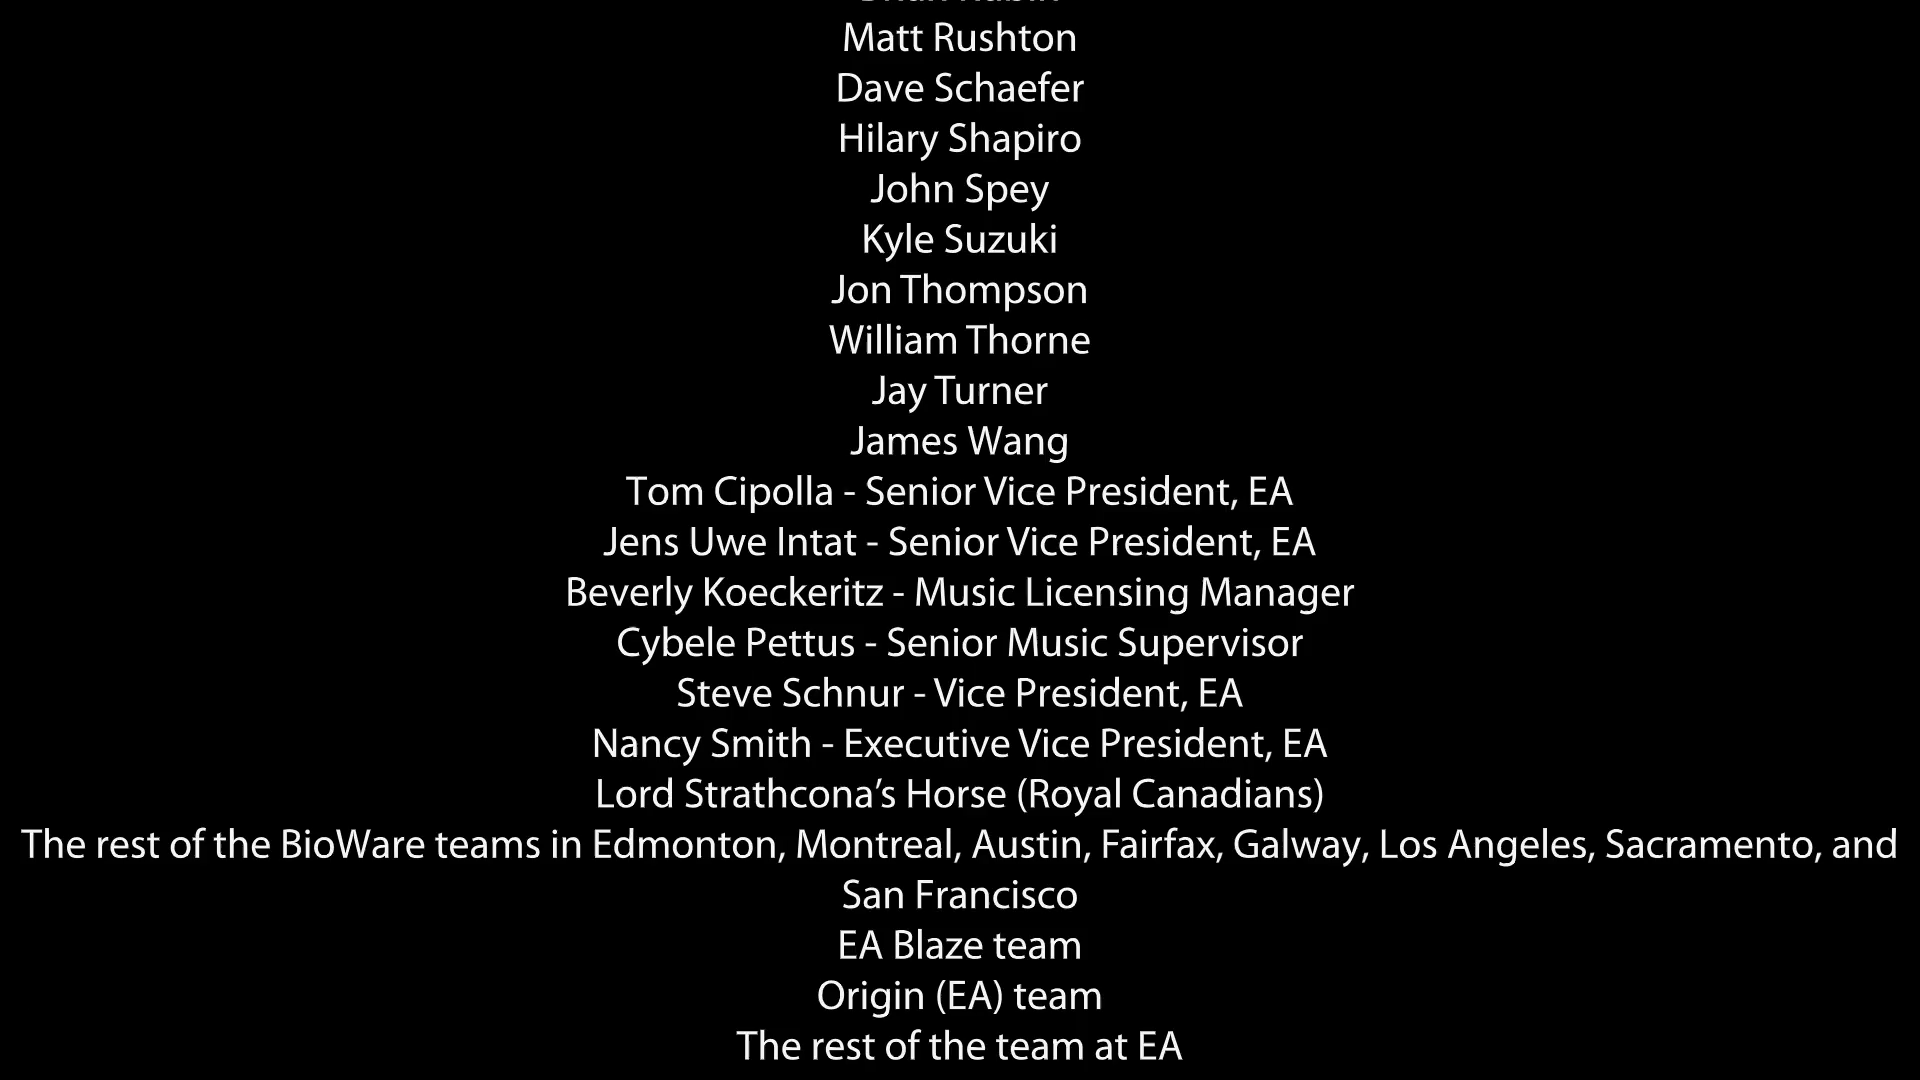 Matt Rushton
Dave Schaefer
Hilary Shapiro
John Spey
Kyle Suzuki
Jon Thompson
William Thorne
Jay Turner
James Wang
Tom Cipolla - Senior Vice President, EA
Jens Uwe Intat - Senior Vice President, EA
Beverly Koeckeritz - Music Licensing Manager
Cybele Pettus - Senior Music Supervisor
Steve Schnur - Vice President, EA
Nancy Smith - Executive Vice President, EA
Lord Strathcona’s Horse (Royal Canadians)
The rest of the BioWare teams in Edmonton, Montreal, Austin, Fairfax, Galway, Los Angeles, Sacramento, and
San Francisco
EA Blaze team
Origin (EA) team
The rest of the team at EA